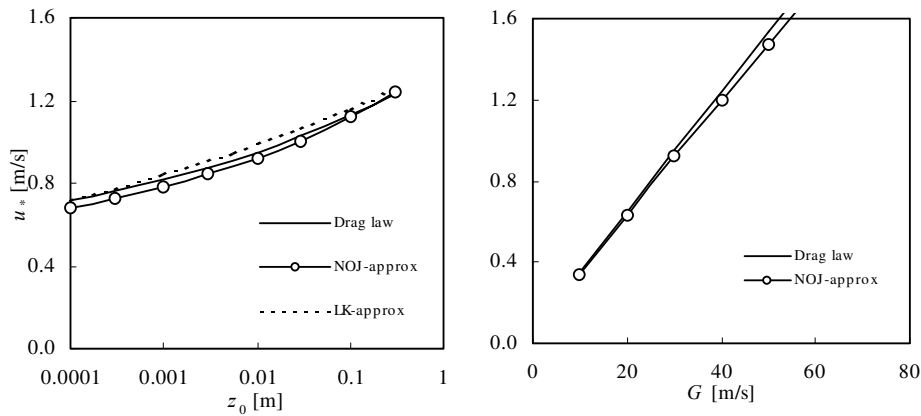 1.6
1.2
0.8
0.4
0.0
u* [m/s]
Drag law
NOJ-approx
LK-approx
0.0001 0.001 0.01 0.1 1
z0 [m]
1.6
1.2
0.8
0.4
0.0
Drag law
NOJ-approx
0 20 40 60 80
G [m/s]